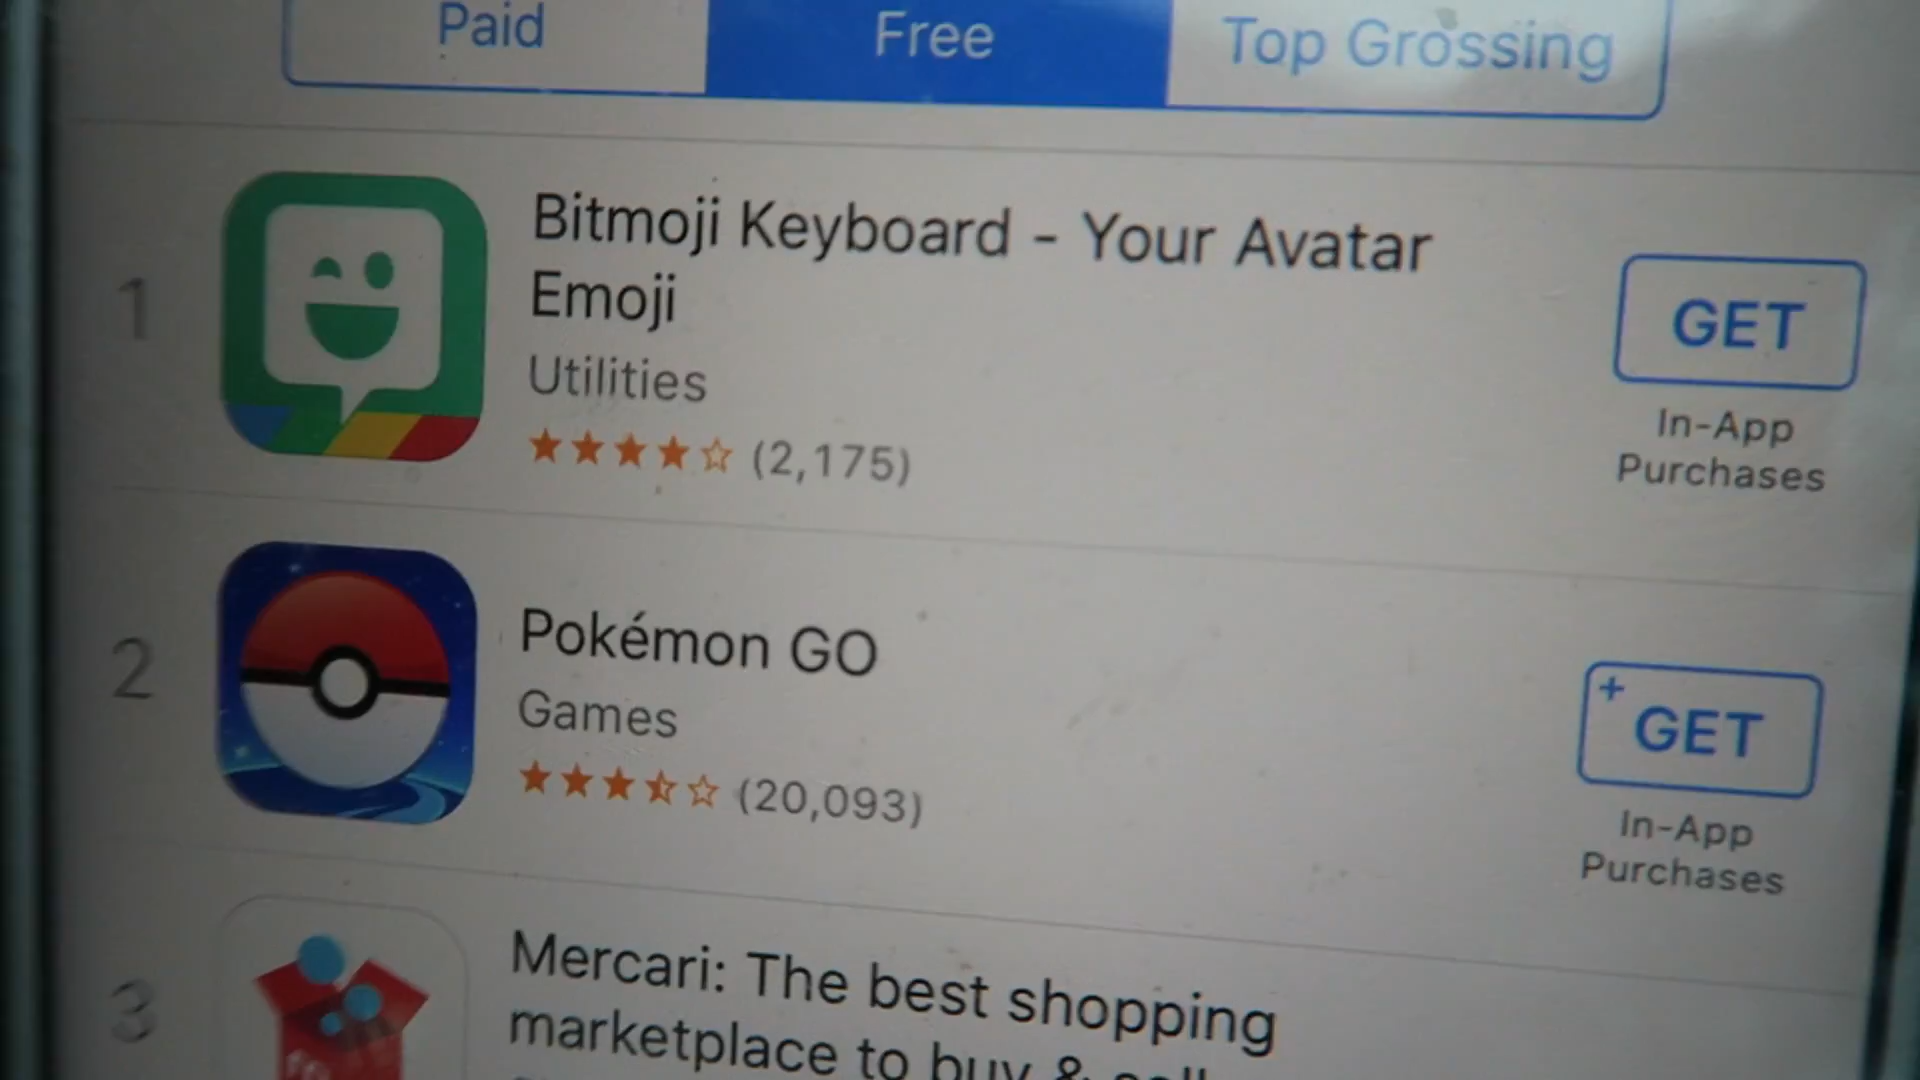 Paid
Free
Top Grossing
1
Bitmoji Keyboard - Your Avatar
Emoji
Utilities
(2,175)
GET
In-App
Purchases
2
Pokémon GO
Games
(20,093)
+ GET
In-App
Purchases
3
Mercari: The best shopping
marketplace to buy &